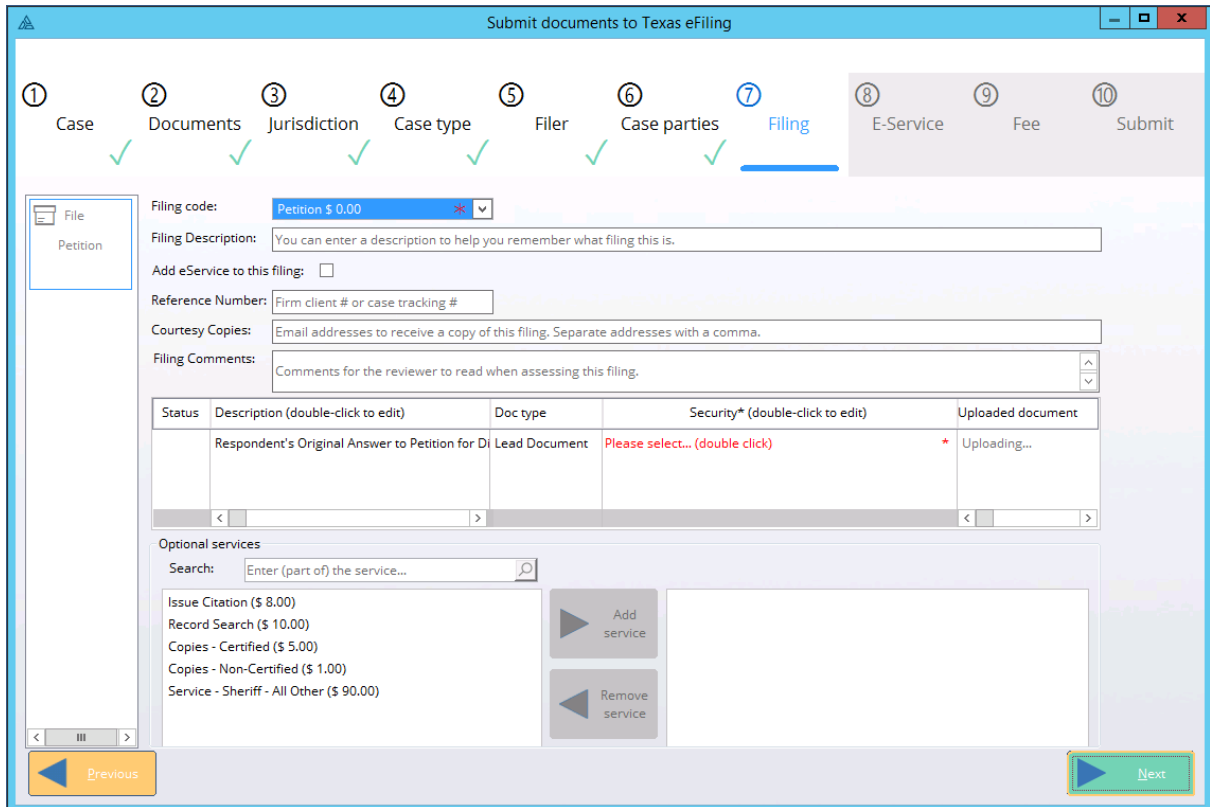 Submit documents to Texas eFiling
1 Case
2 Documents
3 Jurisdiction
4 Case type
5 Filer
6 Case parties
7 Filing
8 E-Service
9 Fee
10 Submit
File
Petition
Filing code: Petition $ 0.00 *
Filing Description: You can enter a description to help you remember what filing this is.
Add eService to this filing:
Reference Number: Firm client # or case tracking #
Courtesy Copies: Email addresses to receive a copy of this filing. Separate addresses with a comma.
Filing Comments: Comments for the reviewer to read when assessing this filing.
Status Description (double-click to edit) Doc type Security* (double-click to edit) Uploaded document
Respondent's Original Answer to Petition for Di Lead Document Please select... (double click) * Uploading...
Optional services
Search: Enter (part of) the service...
Issue Citation ($ 8.00)
Record Search ($ 10.00)
Copies - Certified ($ 5.00)
Copies - Non-Certified ($ 1.00)
Service - Sheriff - All Other ($ 90.00)
Add
service
Remove
service
Previous
Next